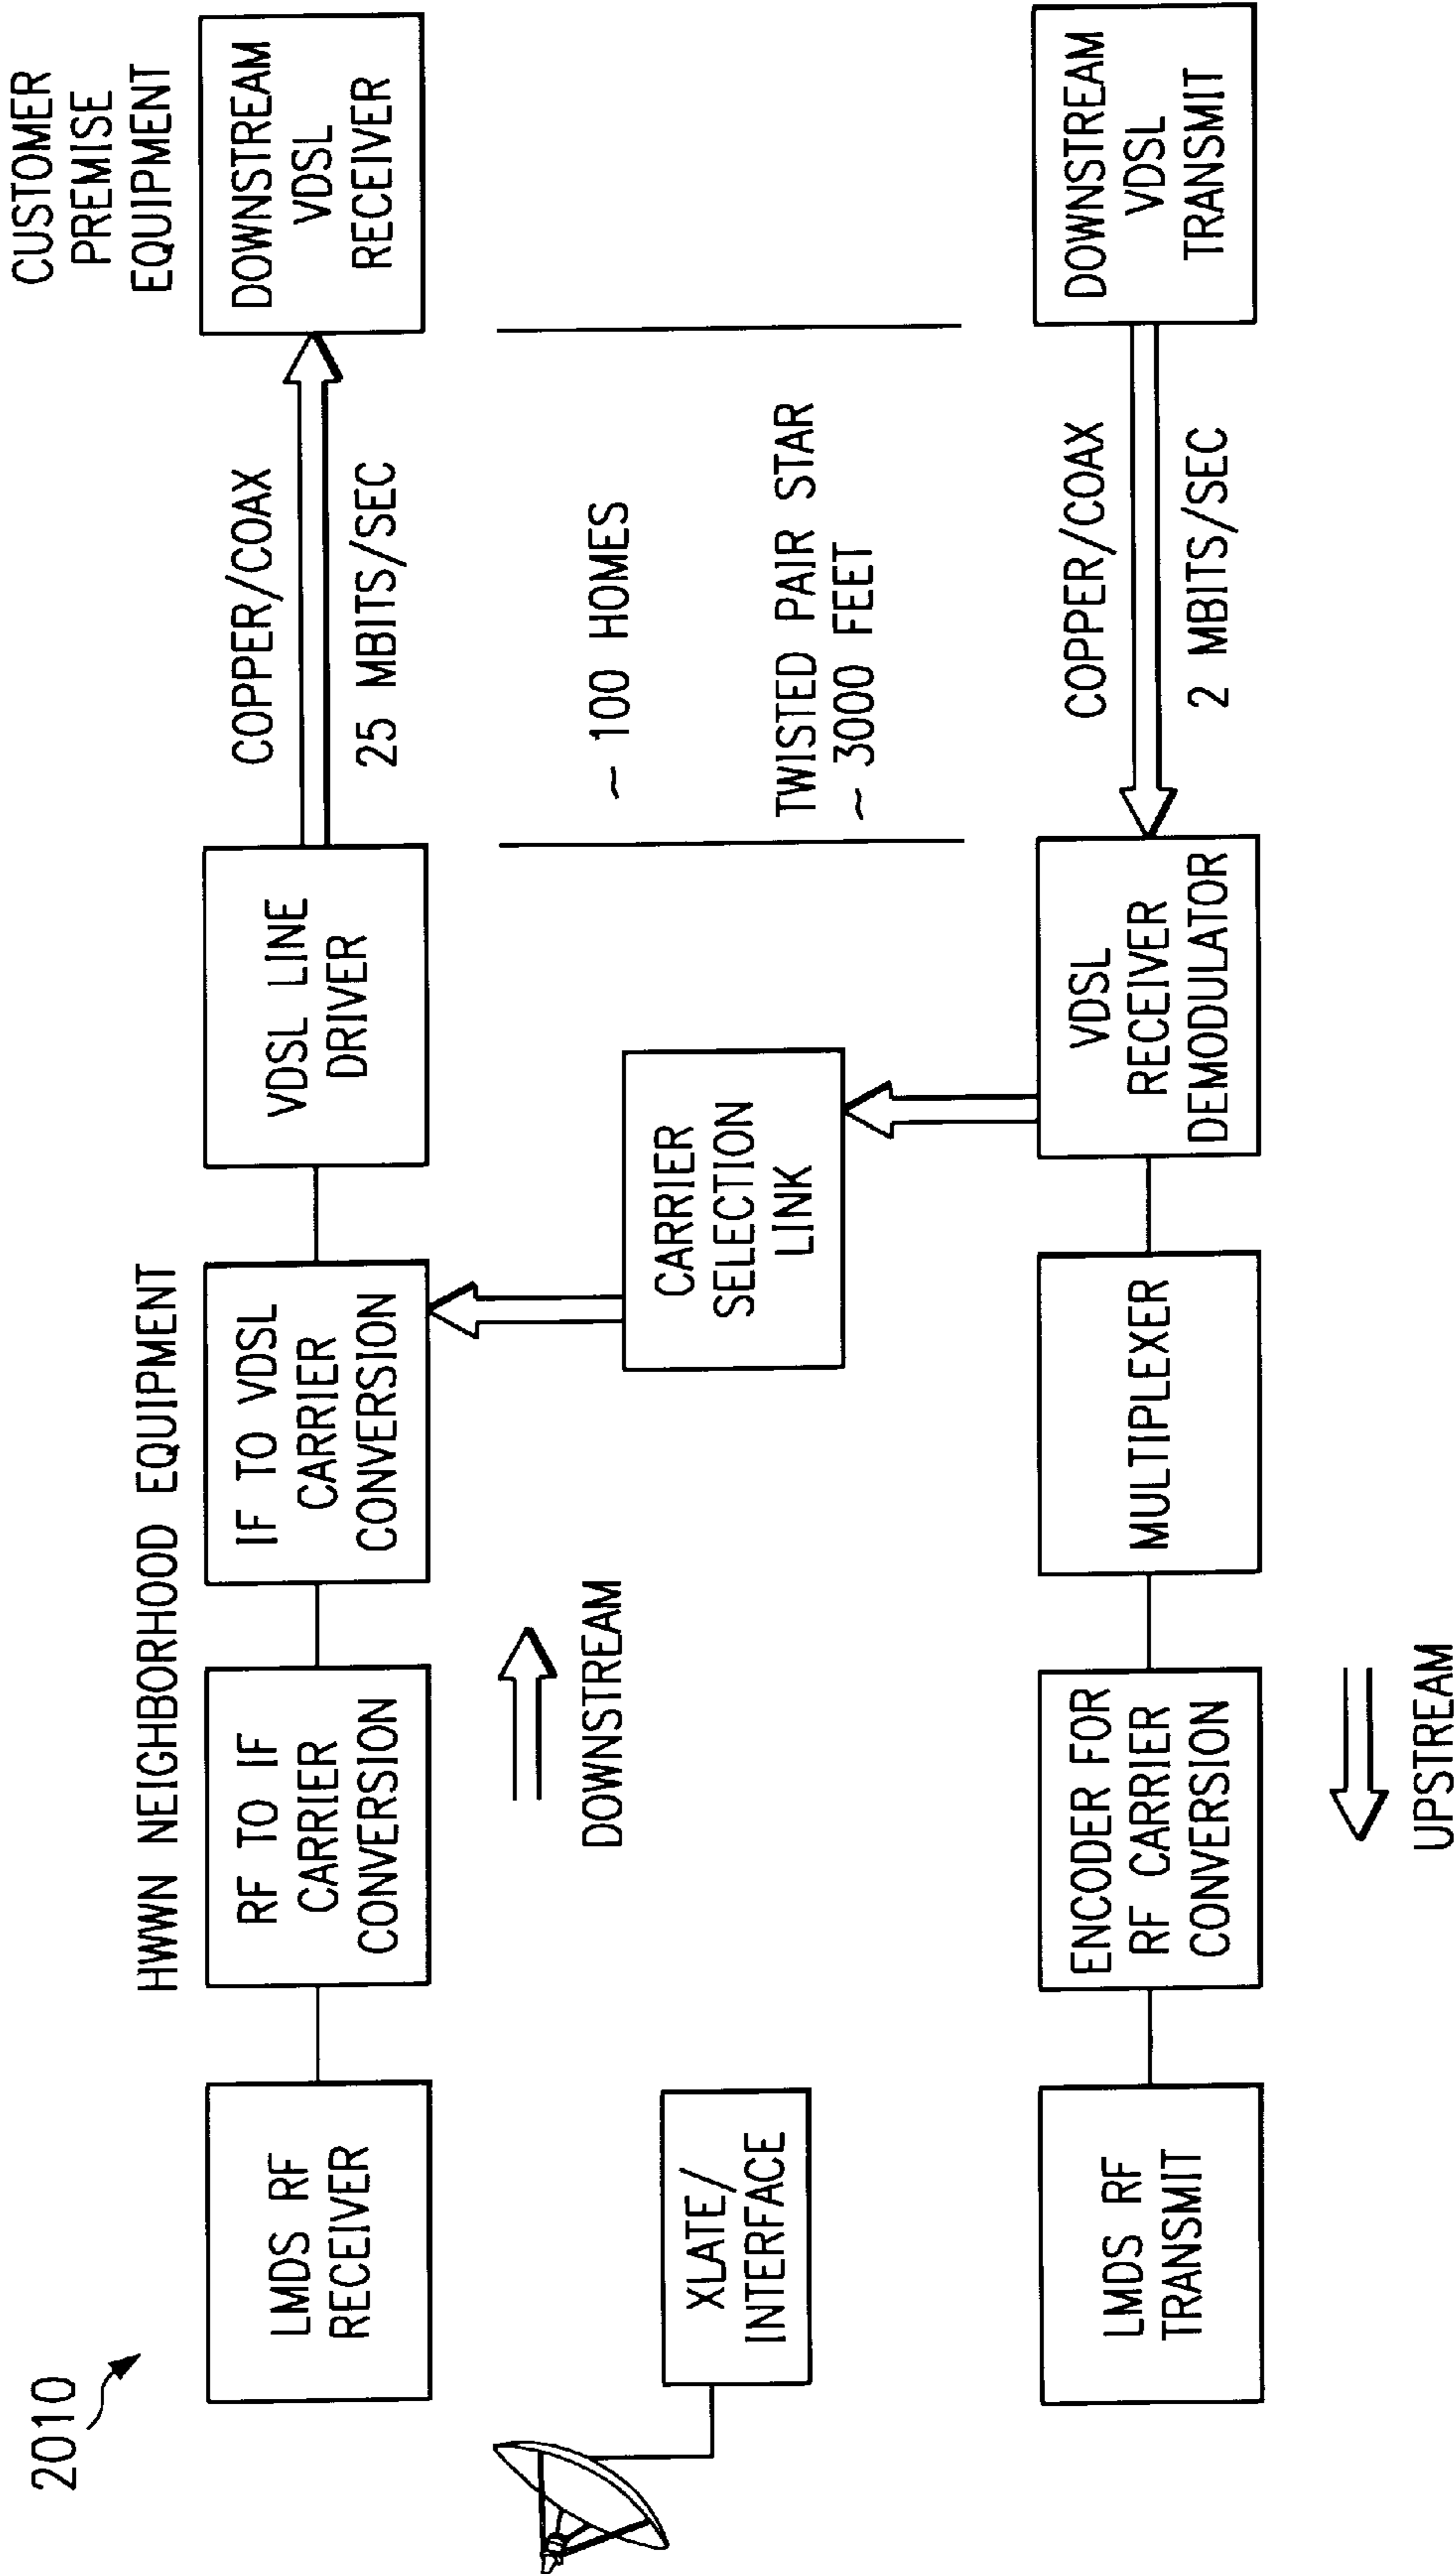 2010
HWWN NEIGHBORHOOD EQUIPMENT
CUSTOMER
PREMISE
EQUIPMENT
LMDS RF
RECEIVER
RF TO IF
CARRIER
CONVERSION
IF TO VDSL
CARRIER
CONVERSION
VDSL LINE
DRIVER
COPPER/COAX
25 MBITS/SEC
DOWNSTREAM
VDSL
RECEIVER
DOWNSTREAM
XLATE/
INTERFACE
CARRIER
SELECTION
LINK
~ 100 HOMES
TWISTED PAIR STAR
~ 3000 FEET
LMDS RF
TRANSMIT
ENCODER FOR
RF CARRIER
CONVERSION
MULTIPLEXER
VDSL
RECEIVER
DEMODULATOR
COPPER/COAX
2 MBITS/SEC
DOWNSTREAM
VDSL
TRANSMIT
UPSTREAM